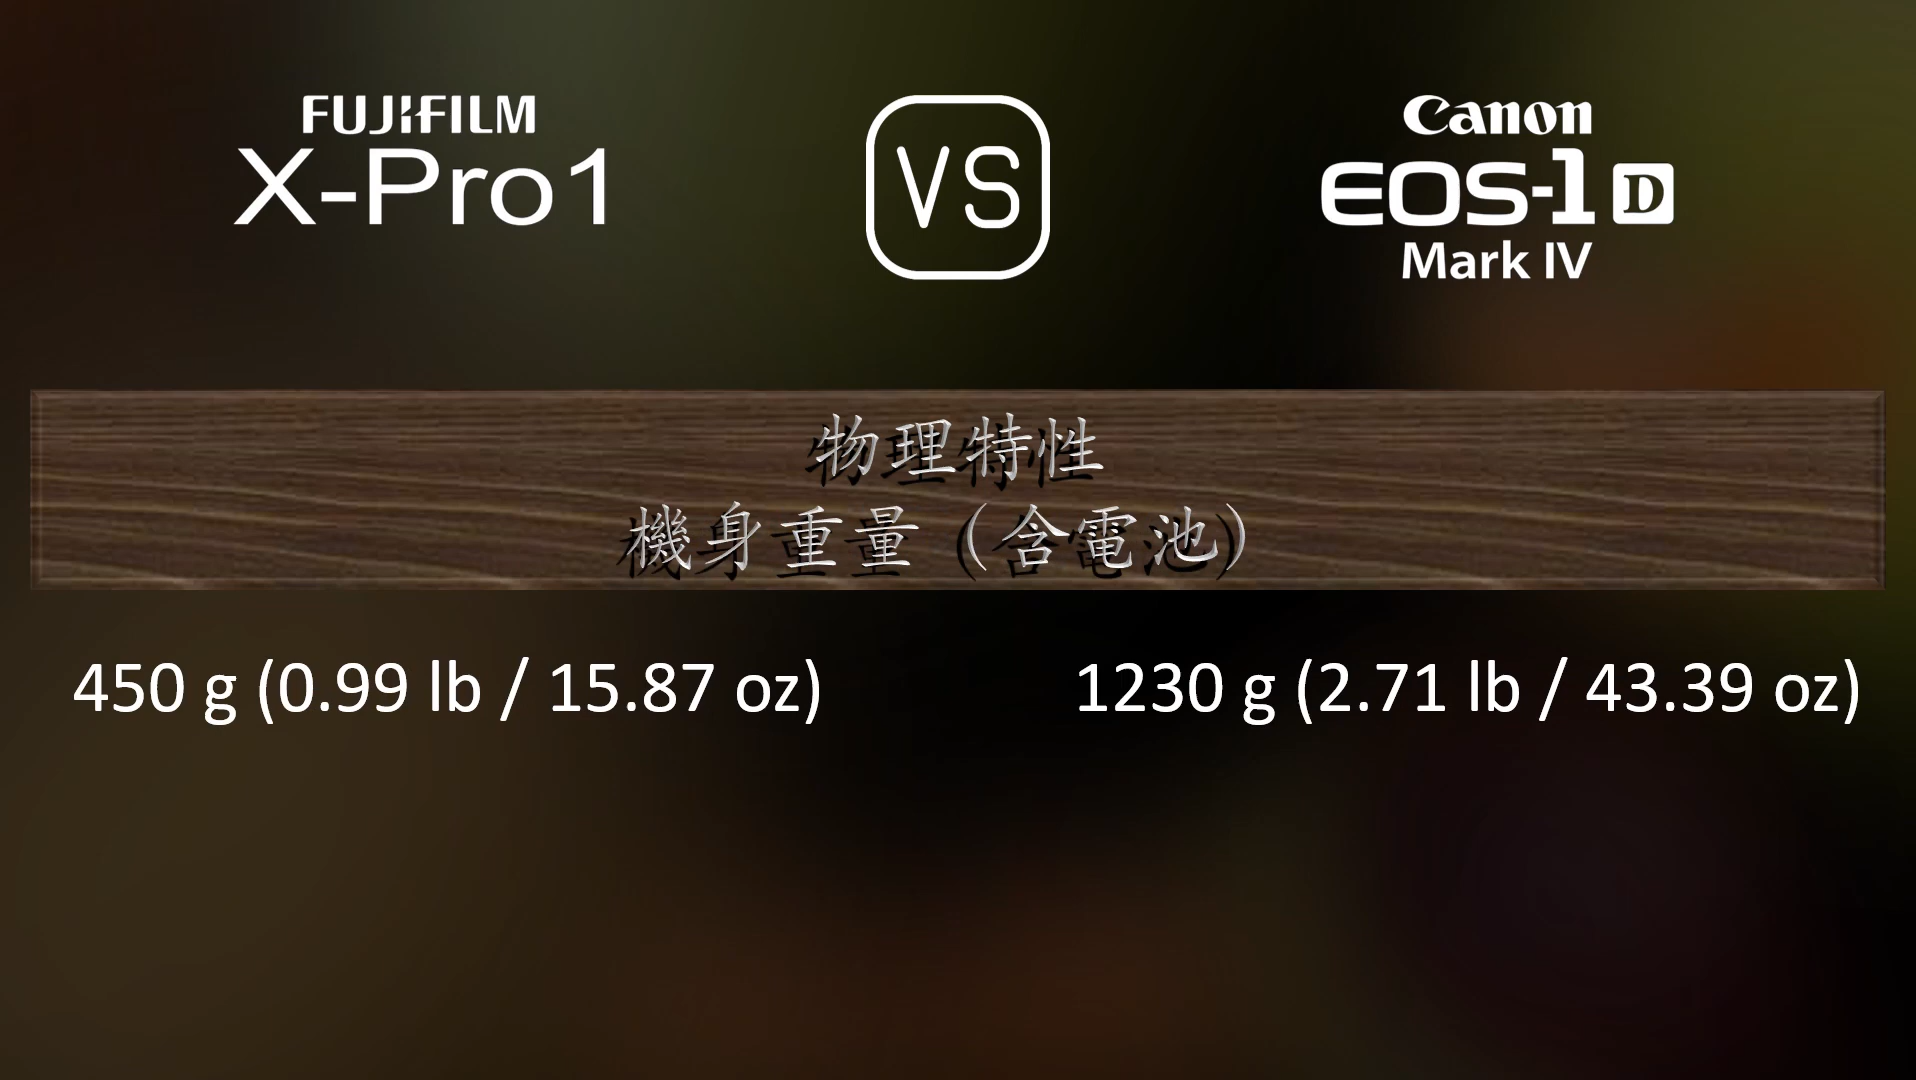 FUJIFILM
X-Pro1
VS
Canon
EOS-1D
Mark IV
物理特性
機身重量（含電池）
450 g (0.99 lb / 15.87 oz)
1230 g (2.71 lb / 43.39 oz)